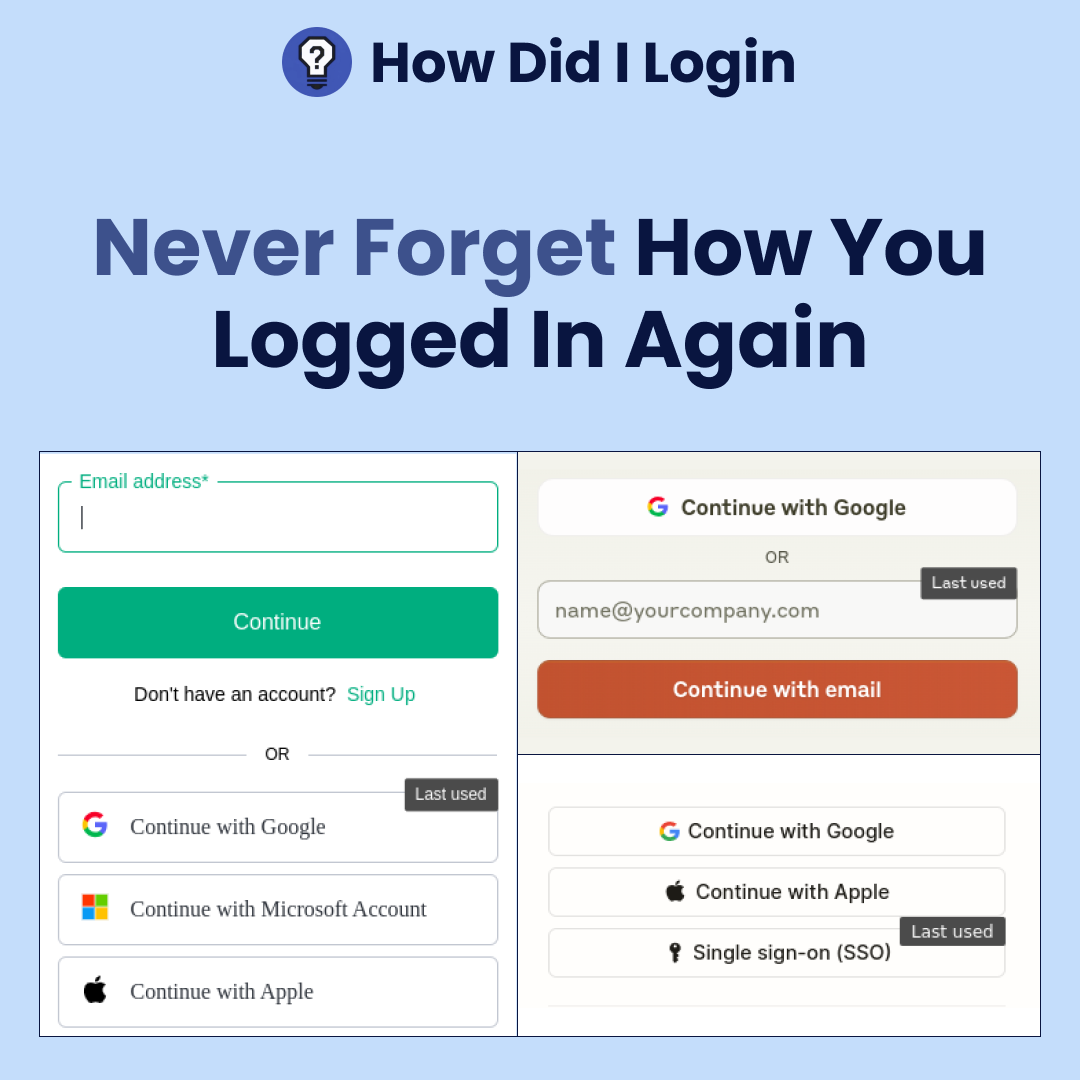 ?
How Did I Login
Never Forget How You
Logged In Again
Email address*
Continue
Don't have an account? Sign Up
OR
Last used
Continue with Google
Continue with Microsoft Account
Continue with Apple
Continue with Google
OR
Last used
name@yourcompany.com
Continue with email
Continue with Google
Continue with Apple
Last used
Single sign-on (SSO)